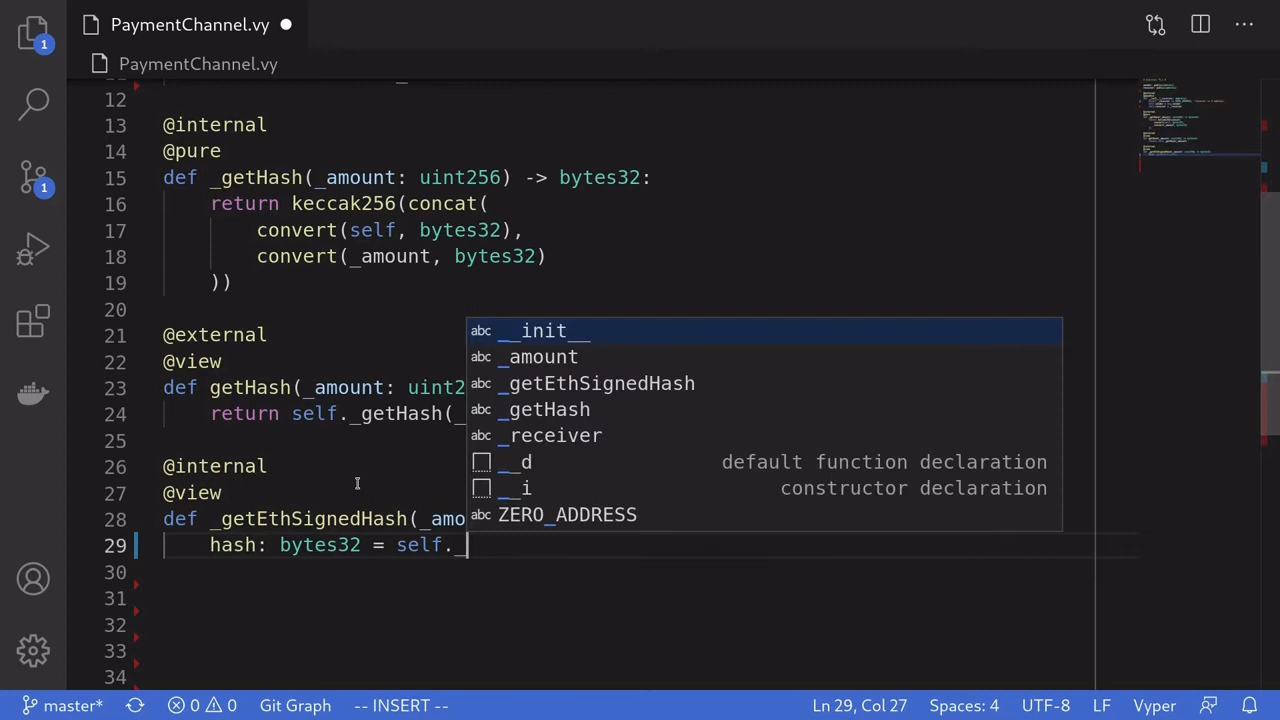 PaymentChannel.vy
PaymentChannel.vy
1
1
12
13 @internal
14 @pure
15 def _getHash(_amount: uint256) -> bytes32:
16 return keccak256(concat(
17 convert(self, bytes32),
18 convert(_amount, bytes32)
19 ))
20
21 @external
22 @view
23 def getHash(_amount: uint2
24 return self._getHash(_
25
26 @internal
27 @view
28 def _getEthSignedHash(_amo
29 hash: bytes32 = self._
30
31
32
33
34
abc __init__
abc _amount
abc _getEthSignedHash
abc _getHash
abc _receiver
__d default function declaration
__i constructor declaration
abc ZERO_ADDRESS
master* 0 0 Git Graph -- INSERT -- Ln 29, Col 27 Spaces: 4 UTF-8 LF Vyper